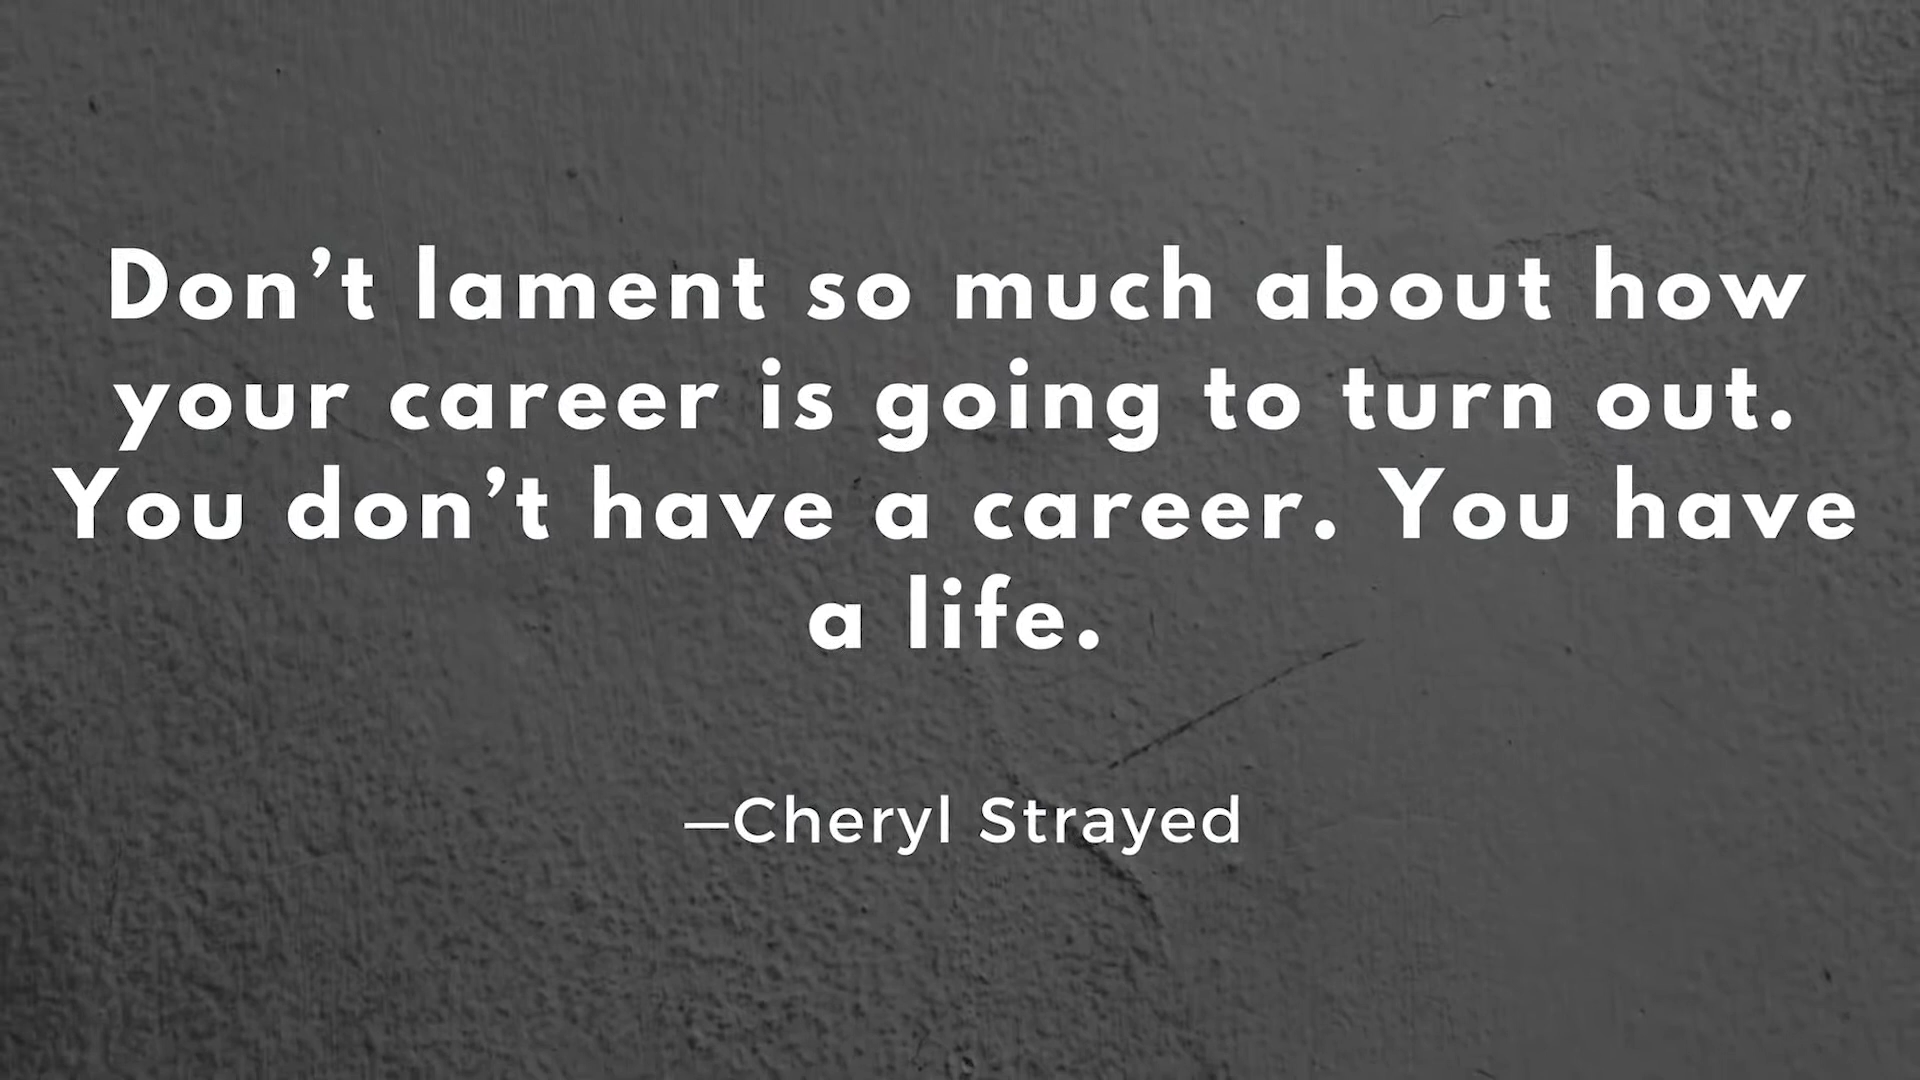 Don’t lament so much about how
your career is going to turn out.
You don’t have a career. You have
a life.
—Cheryl Strayed